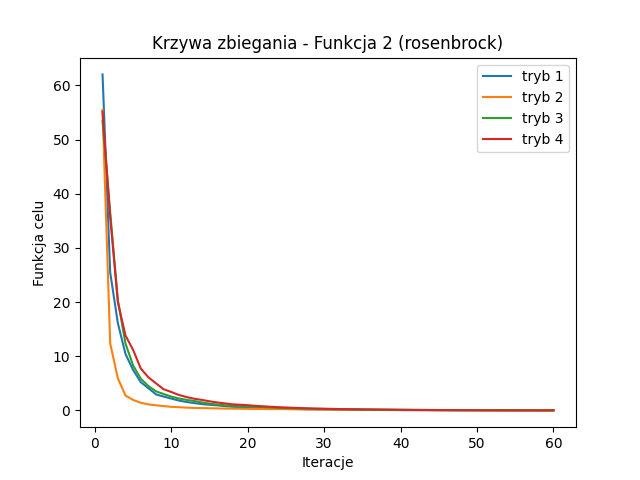 Krzywa zbiegania - Funkcja 2 (rosenbrock)
tryb 1
tryb 2
tryb 3
tryb 4
Funkcja celu
60
50
40
30
20
10
0
0 10 20 30 40 50 60
Iteracje